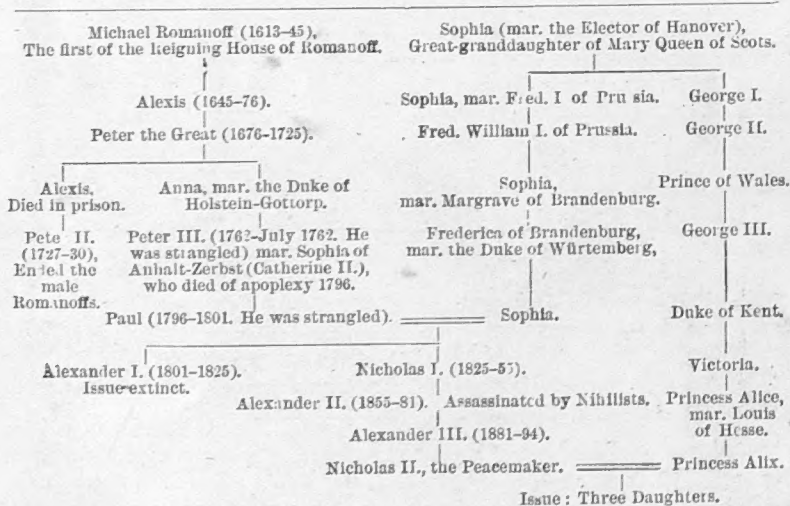 Michael Romanoff (1613-45),
The first of the Reigning House of Romanoff.
Sophia (mar. the Elector of Hanover),
Great-granddaughter of Mary Queen of Scots.
Alexis (1645-76).
Sophia, mar. Fred. I of Pru sia.
George I.
Peter the Great (1676-1725).
Fred. William I. of Prussia.
George II.
Alexis.
Died in prison.
Anna, mar. the Duke of
Holstein-Gottorp.
Sophia,
mar. Margrave of Brandenburg.
Prince of Wales.
Pete II.
(1727-30),
Ended the
male
Romanoffs.
Peter III. (1762-July 1762. He
was strangled) mar. Sophia of
Anhalt-Zerbst (Catherine II.),
who died of apoplexy 1796.
Frederica of Brandenburg,
mar. the Duke of Würtemberg,
George III.
Paul (1796-1801. He was strangled).
Sophia.
Duke of Kent.
Alexander I. (1801-1825).
Issue extinct.
Nicholas I. (1825-55).
Victoria.
Alexander II. (1855-81). Assassinated by Nihilists.
Princess Alice,
mar. Louis
of Hesse.
Alexander III. (1881-94).
Nicholas II., the Peacemaker.
Princess Alix.
Issue: Three Daughters.